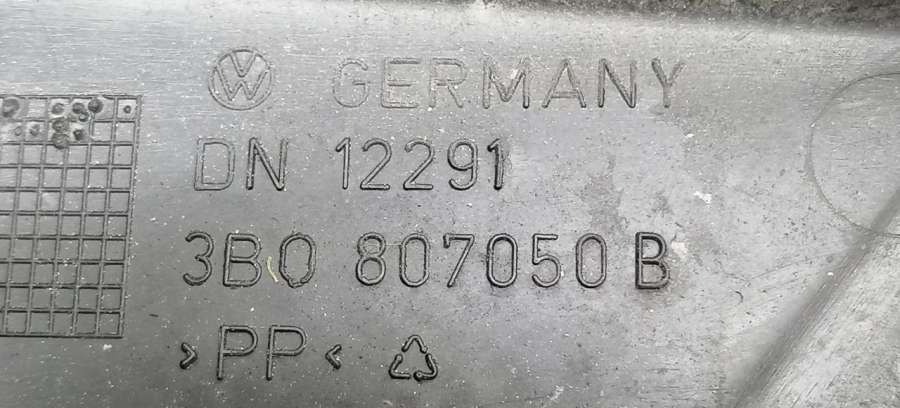 GERMANY
DN 12291
3B0 807050 B
>PP<